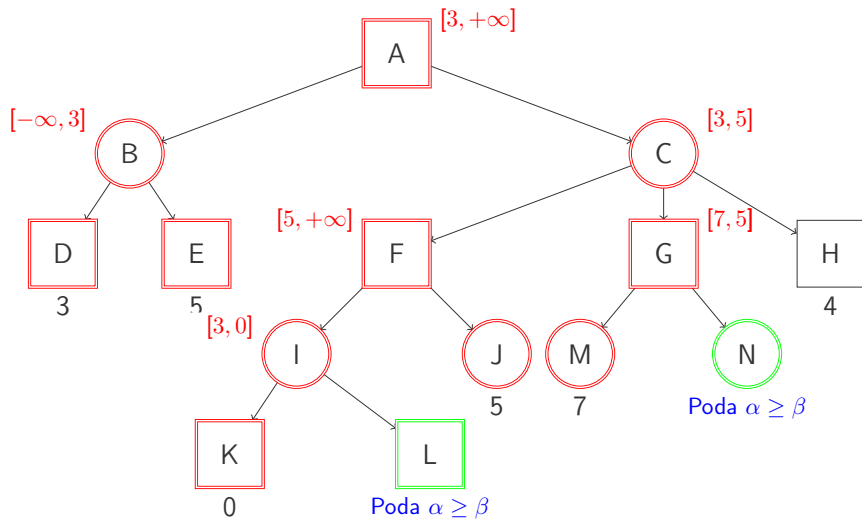 [3, +∞]
A
[−∞, 3]
B
[3, 5]
C
D
3
E
5
[5, +∞]
F
[7, 5]
G
H
4
[3, 0]
I
J
5
M
7
N
Poda α ≥ β
K
0
L
Poda α ≥ β